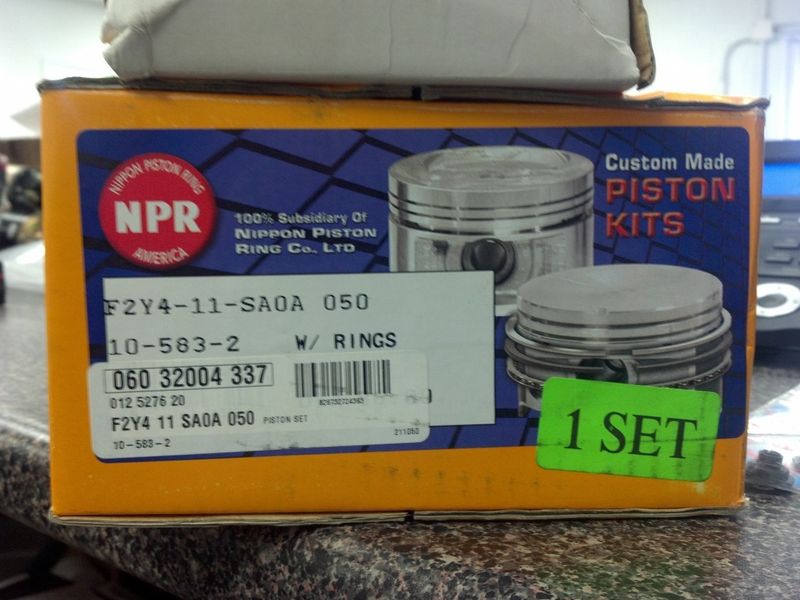 NIPPON PISTON RING
NPR
AMERICA
100% Subsidiary Of
NIPPON PISTON
RING CO., LTD
Custom Made
PISTON
KITS
F2Y4-11-SA0A 050
10-583-2 W/ RINGS
060 32004 337
012 5276 20
F2Y4 11 SA0A 050 PISTON SET
10-583-2
211050
1 SET